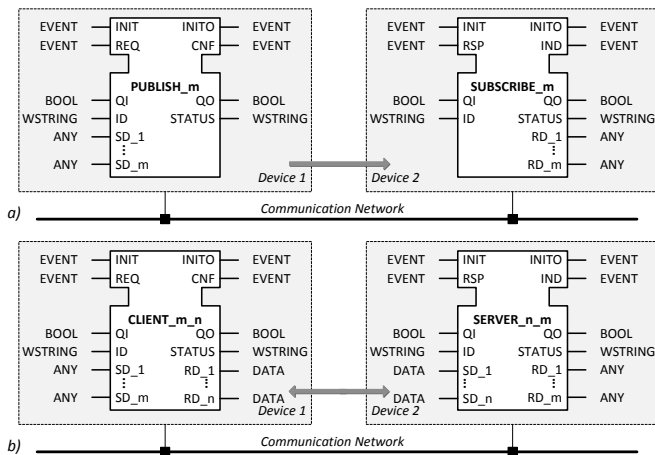 EVENT INIT INITO EVENT EVENT INIT INITO EVENT
EVENT REQ CNF EVENT EVENT RSP IND EVENT
PUBLISH_m SUBSCRIBE_m
BOOL QI QO BOOL BOOL QI QO BOOL
WSTRING ID STATUS WSTRING WSTRING ID STATUS WSTRING
ANY SD_1 RD_1 ANY
ANY SD_m RD_m ANY
Device 1 Device 2
a) Communication Network
EVENT INIT INITO EVENT EVENT INIT INITO EVENT
EVENT REQ CNF EVENT EVENT RSP IND EVENT
CLIENT_m_n SERVER_n_m
BOOL QI QO BOOL BOOL QI QO BOOL
WSTRING ID STATUS WSTRING WSTRING ID STATUS WSTRING
ANY SD_1 RD_1 DATA DATA SD_1 RD_1 ANY
ANY SD_m RD_n DATA DATA SD_n RD_m ANY
Device 1 Device 2
b) Communication Network